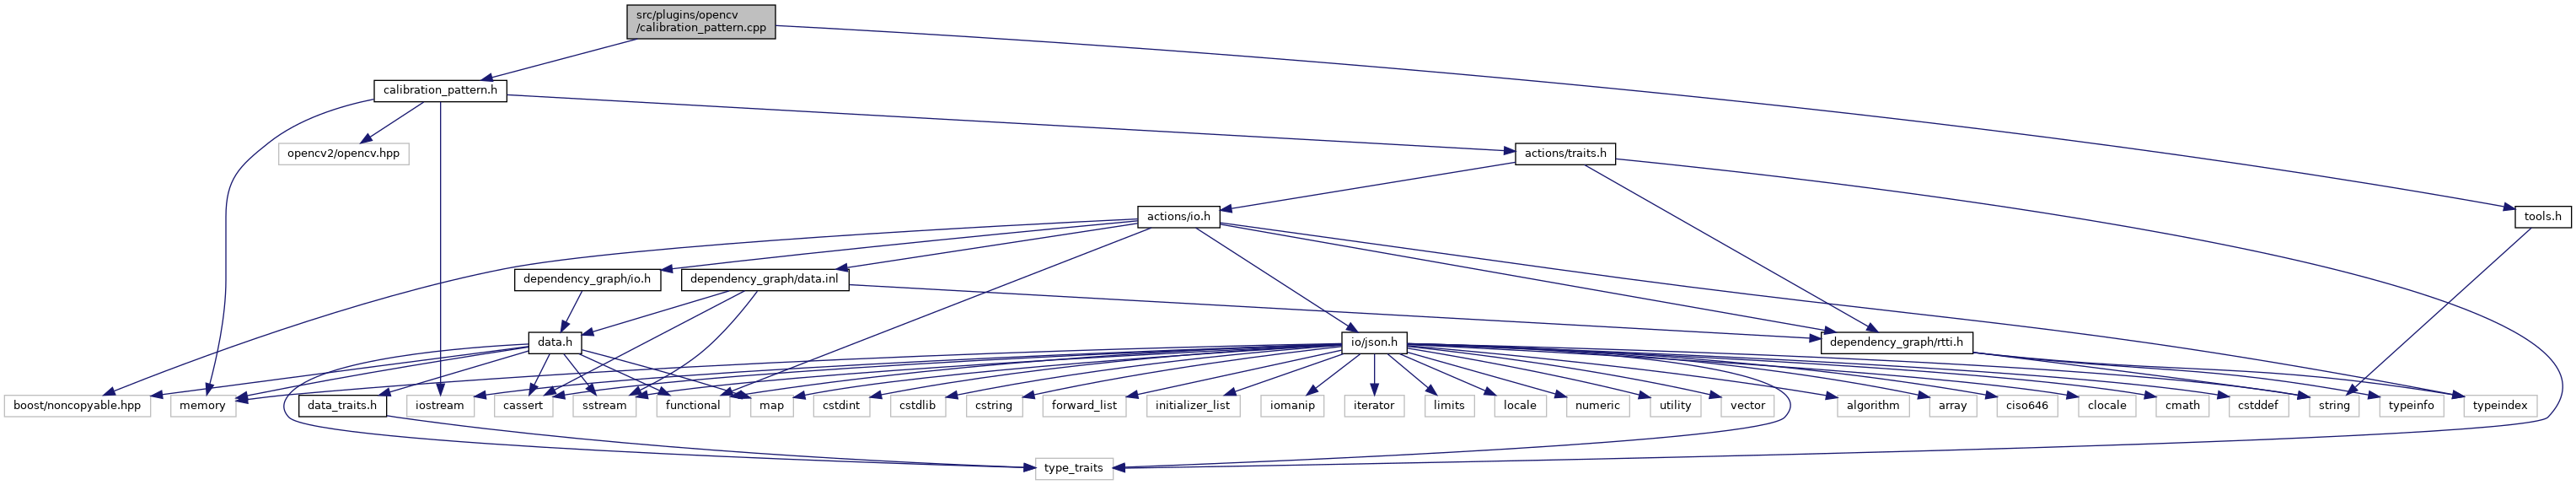 src/plugins/opencv
/calibration_pattern.cpp
calibration_pattern.h
opencv2/opencv.hpp
actions/traits.h
actions/io.h
tools.h
dependency_graph/io.h
dependency_graph/data.inl
data.h
io/json.h
dependency_graph/rtti.h
boost/noncopyable.hpp
memory
data_traits.h
iostream
cassert
sstream
functional
map
cstdint
cstdlib
cstring
forward_list
initializer_list
iomanip
iterator
limits
locale
numeric
utility
vector
algorithm
array
ciso646
clocale
cmath
cstddef
string
typeinfo
typeindex
type_traits